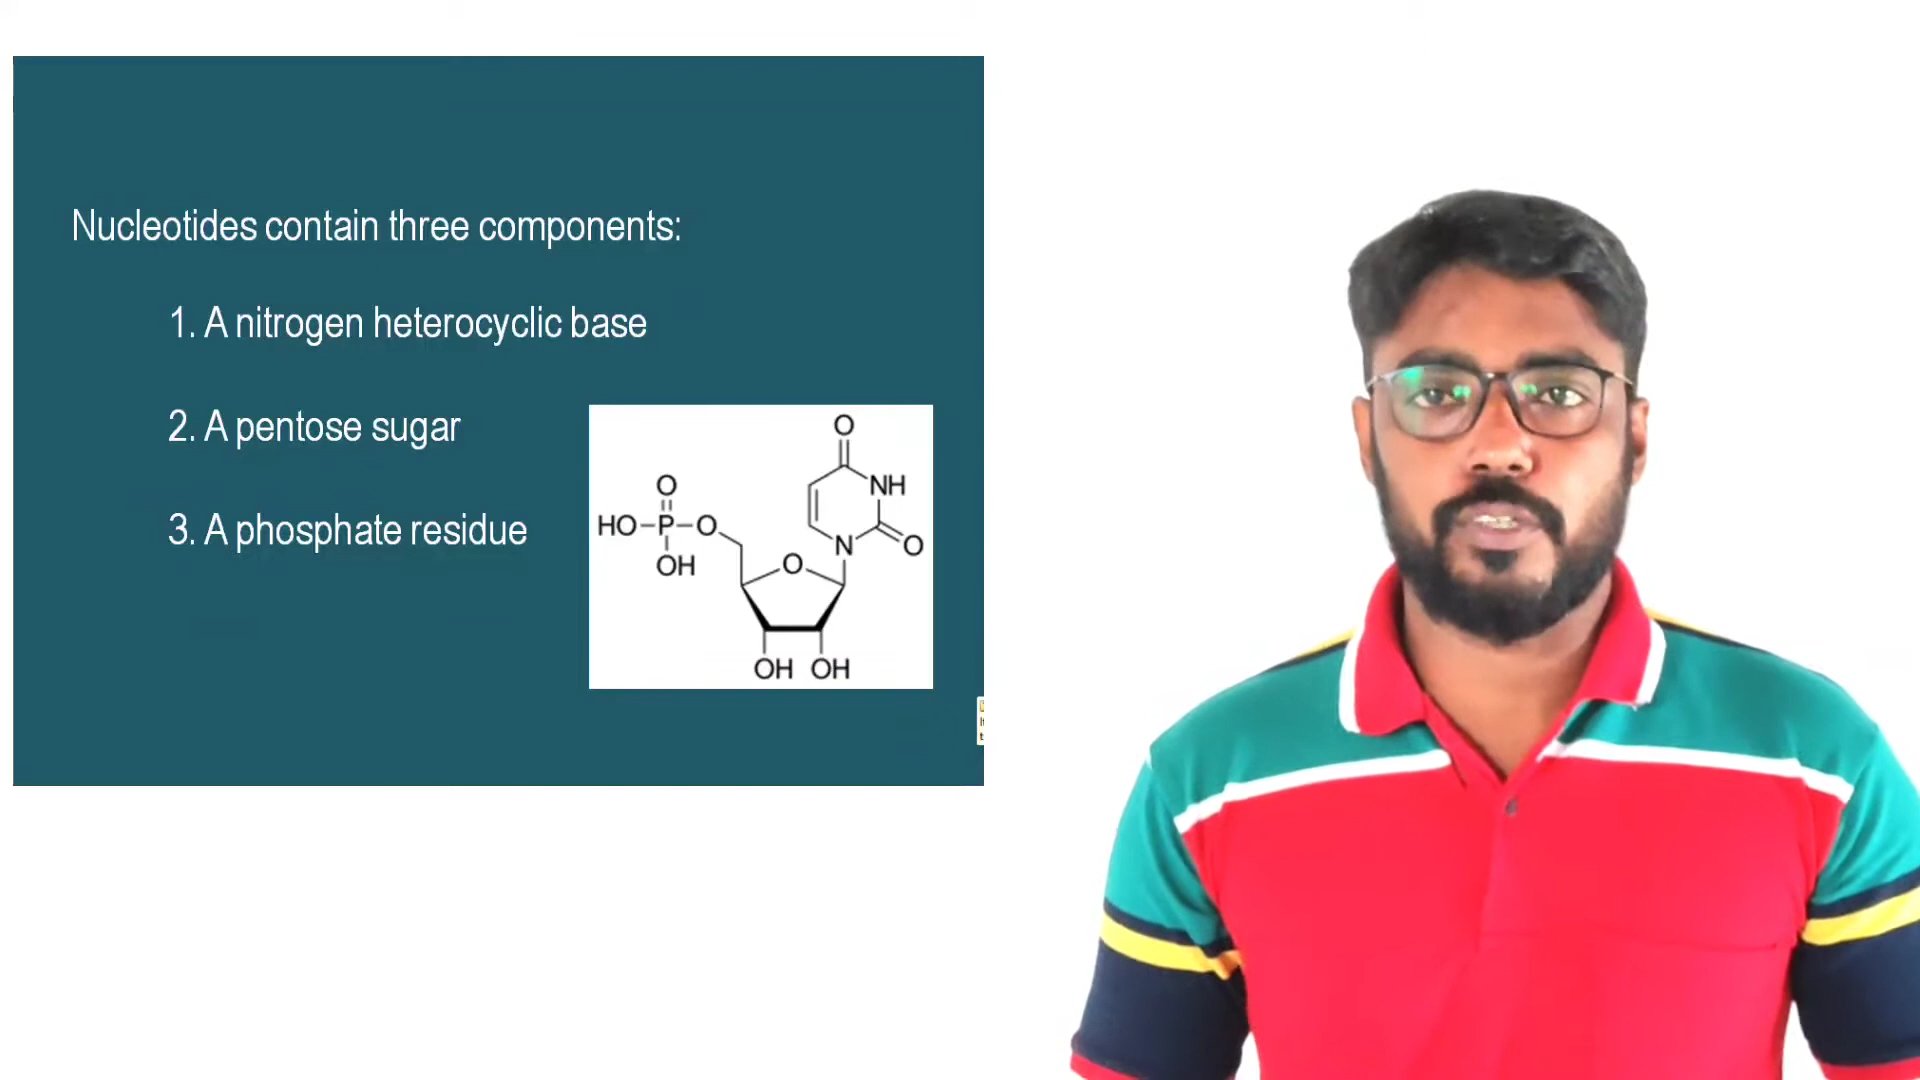 Nucleotides contain three components:
1. A nitrogen heterocyclic base
2. A pentose sugar
3. A phosphate residue
O
O
NH
HO P O
N O
OH
O
OH OH